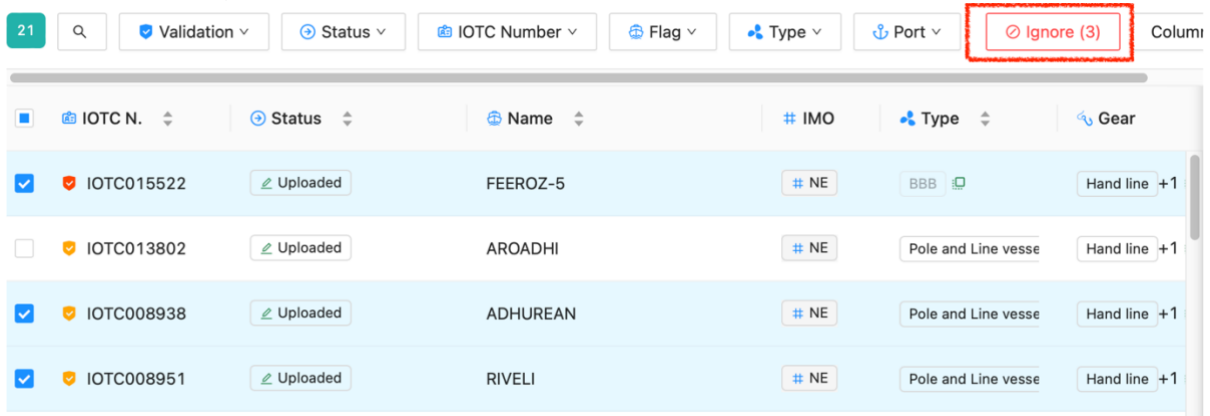 21 Validation Status IOTC Number Flag Type Port Ignore (3) Colum
IOTC N. Status Name # IMO Type Gear
IOTC015522 Uploaded FEEROZ-5 # NE BBB Hand line +1
IOTC013802 Uploaded AROADHI # NE Pole and Line vesse Hand line +1
IOTC008938 Uploaded ADHUREAN # NE Pole and Line vesse Hand line +1
IOTC008951 Uploaded RIVELI # NE Pole and Line vesse Hand line +1